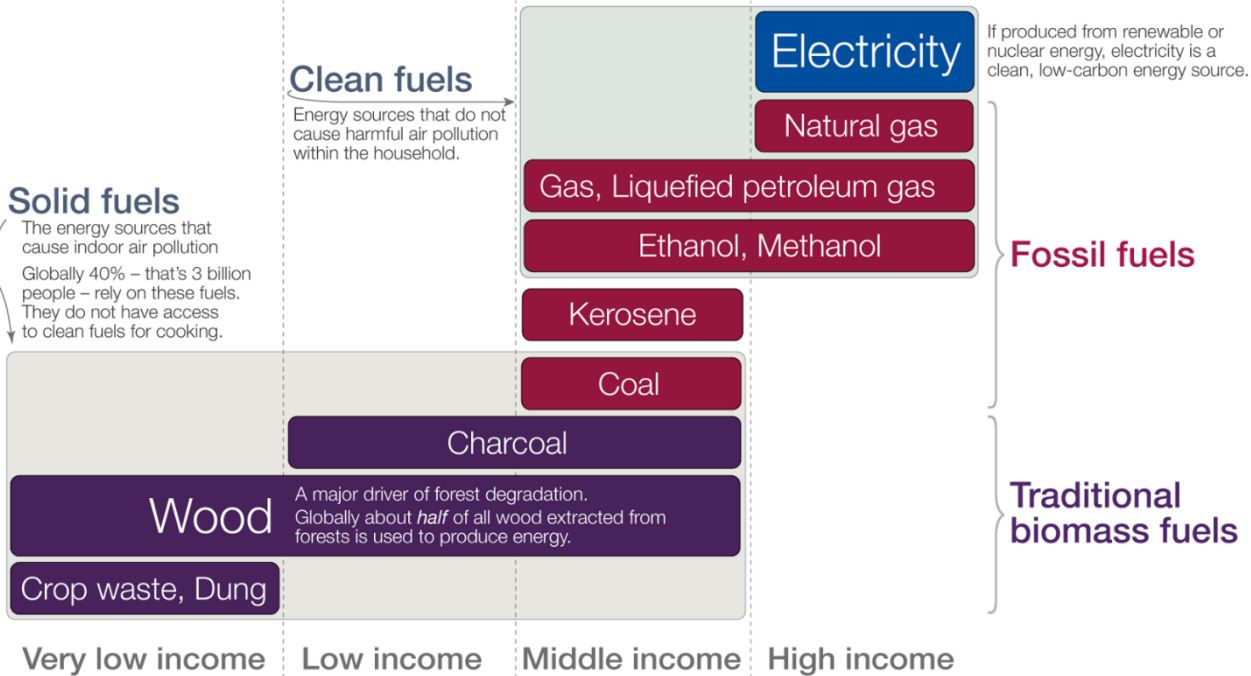 Electricity
If produced from renewable or
nuclear energy, electricity is a
clean, low-carbon energy source.
Clean fuels
Energy sources that do not
cause harmful air pollution
within the household.
Natural gas
Gas, Liquefied petroleum gas
Ethanol, Methanol
Solid fuels
The energy sources that
cause indoor air pollution
Globally 40% – that's 3 billion
people – rely on these fuels.
They do not have access
to clean fuels for cooking.
Fossil fuels
Kerosene
Coal
Charcoal
Wood
A major driver of forest degradation.
Globally about half of all wood extracted from
forests is used to produce energy.
Traditional
biomass fuels
Crop waste, Dung
Very low income
Low income
Middle income
High income